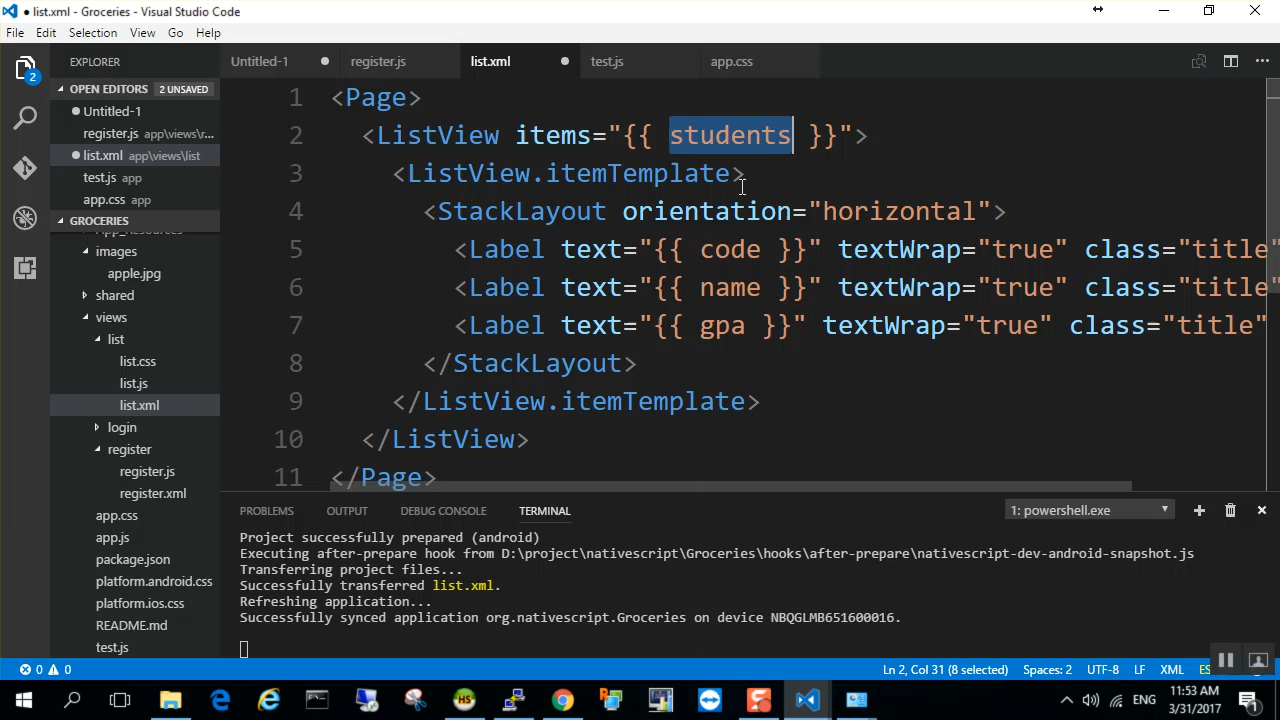 list.xml - Groceries - Visual Studio Code
File Edit Selection View Go Help
EXPLORER
OPEN EDITORS 2 UNSAVED
Untitled-1
register.js app\views\r...
list.xml app\views\list
test.js app
app.css app
GROCERIES
images
apple.jpg
shared
views
list
list.css
list.js
list.xml
login
register
register.js
register.xml
app.css
app.js
package.json
platform.android.css
platform.ios.css
README.md
test.js
2
Untitled-1 register.js list.xml test.js app.css
1 <Page>
2 <ListView items="{{ students }}">
3 <ListView.itemTemplate>
4 <StackLayout orientation="horizontal">
5 <Label text="{{ code }}" textWrap="true" class="title"
6 <Label text="{{ name }}" textWrap="true" class="title"
7 <Label text="{{ gpa }}" textWrap="true" class="title"
8 </StackLayout>
9 </ListView.itemTemplate>
10 </ListView>
11 </Page>
PROBLEMS OUTPUT DEBUG CONSOLE TERMINAL 1: powershell.exe
Project successfully prepared (android)
Executing after-prepare hook from D:\project\nativescript\Groceries\hooks\after-prepare\nativescript-dev-android-snapshot.js
Transferring project files...
Successfully transferred list.xml.
Refreshing application...
Successfully synced application org.nativescript.Groceries on device NBQGLMB651600016.
0 0 Ln 2, Col 31 (8 selected) Spaces: 2 UTF-8 LF XML
ENG
11:53 AM
3/31/2017
1